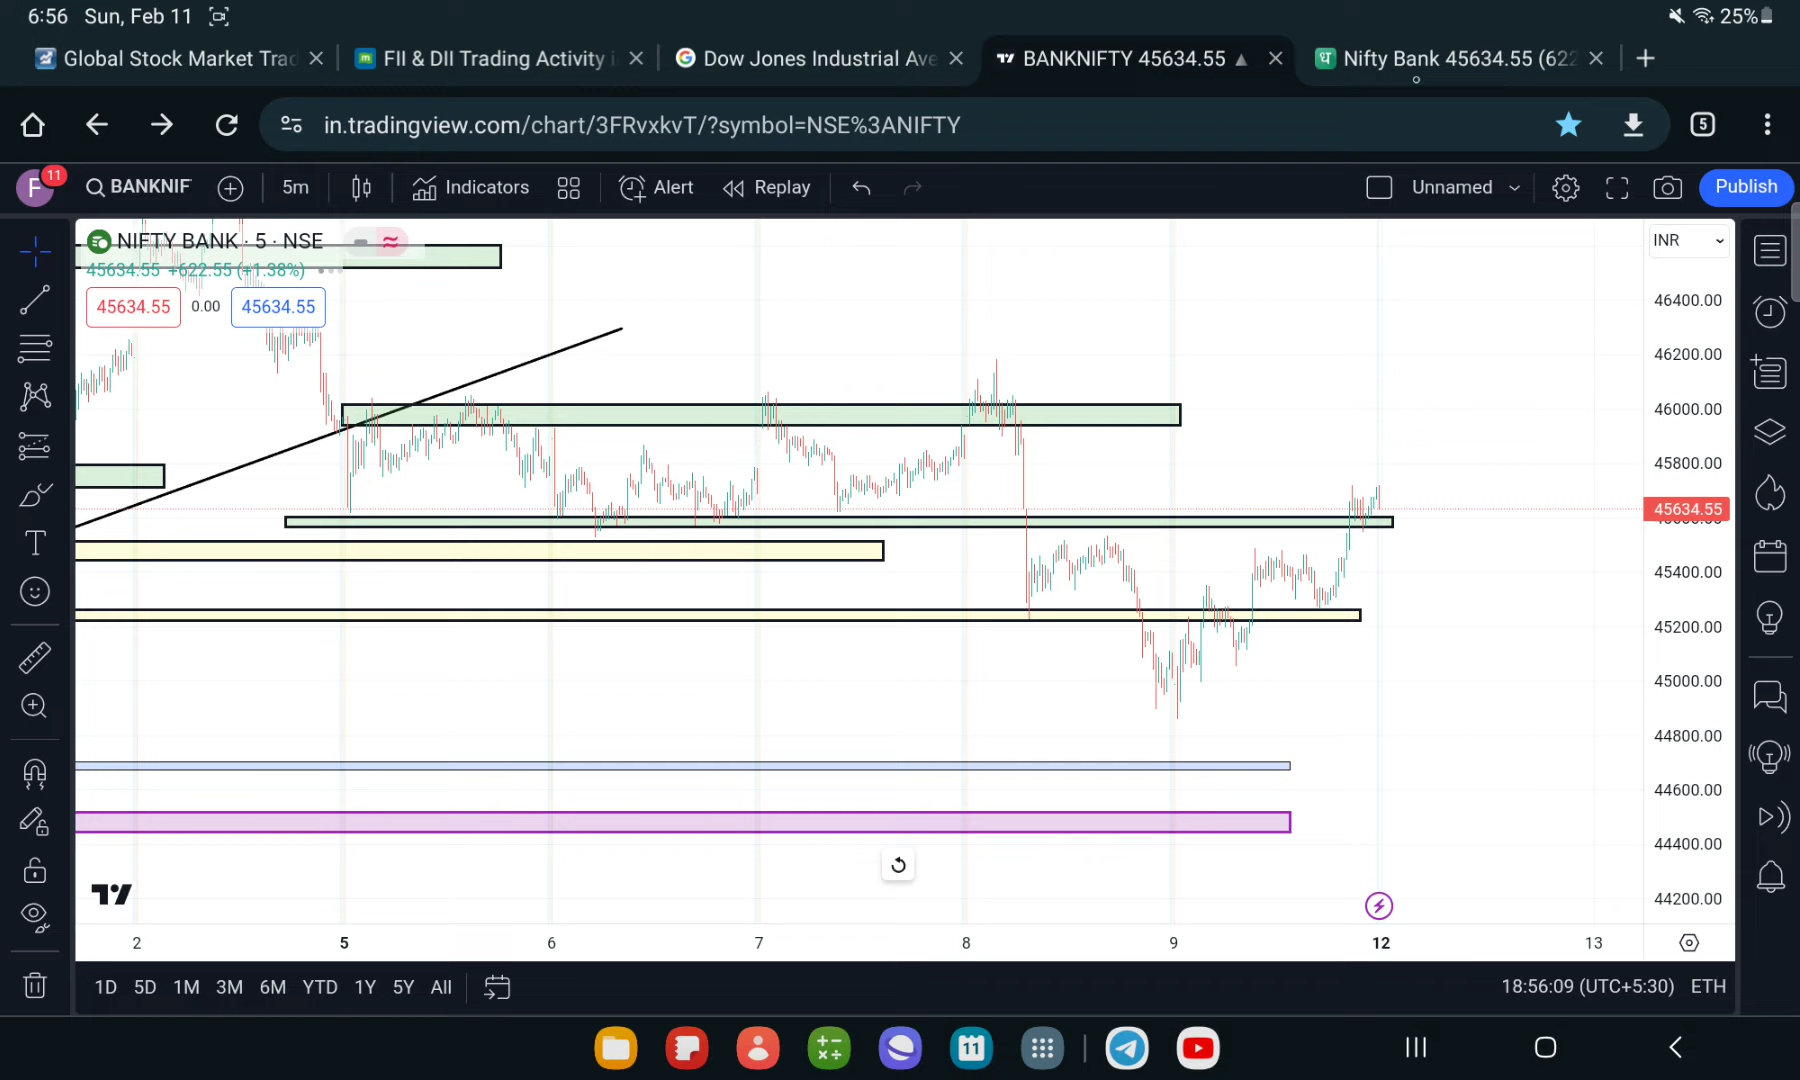 6:56 Sun, Feb 11 25%
Global Stock Market Trad
FII & DII Trading Activity i
Dow Jones Industrial Ave
BANKNIFTY 45634.55 ▲
Nifty Bank 45634.55 (622
in.tradingview.com/chart/3FRvxkvT/?symbol=NSE%3ANIFTY
5
F
11
BANKNIF
5m
Indicators
Alert
Replay
Unnamed
Publish
NIFTY BANK · 5 · NSE
INR
45634.55 +622.55 (+1.38%)
45634.55
0.00
45634.55
46400.00
46200.00
46000.00
45800.00
45634.55
45400.00
45200.00
45000.00
44800.00
44600.00
44400.00
44200.00
2
5
6
7
8
9
12
13
1D 5D 1M 3M 6M YTD 1Y 5Y All
18:56:09 (UTC+5:30) ETH
11